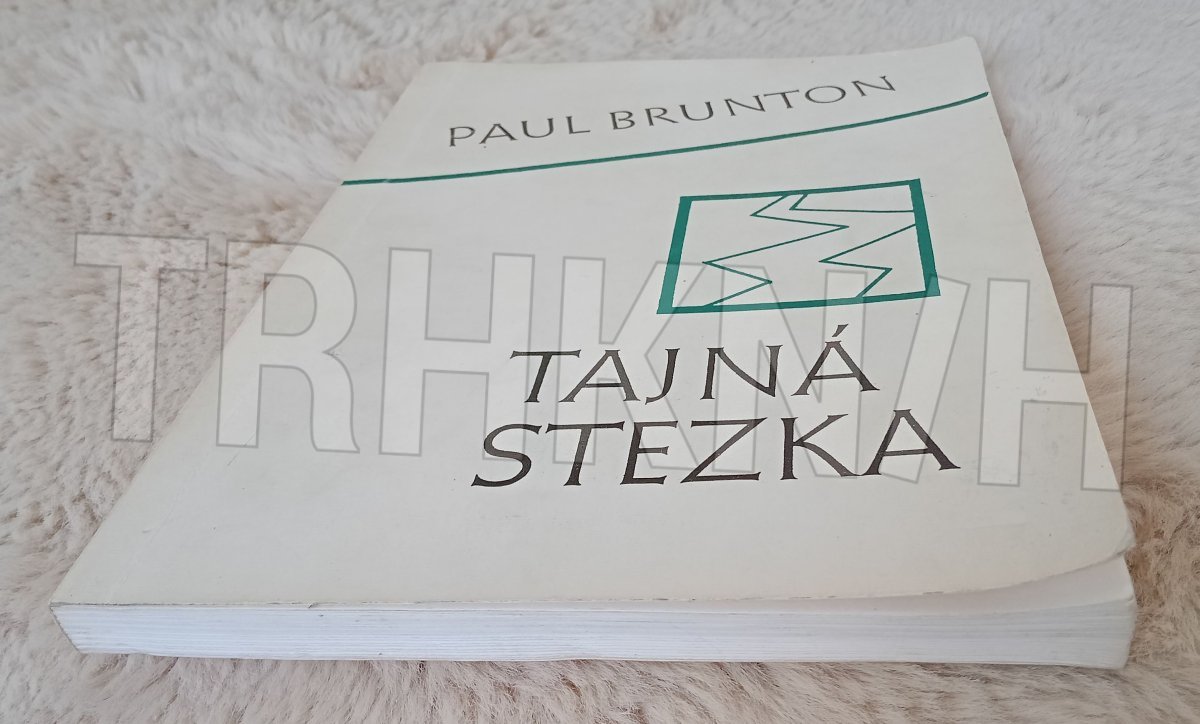 PAUL BRUNTON
TAJNÁ
STEZKA
TRHKNIH